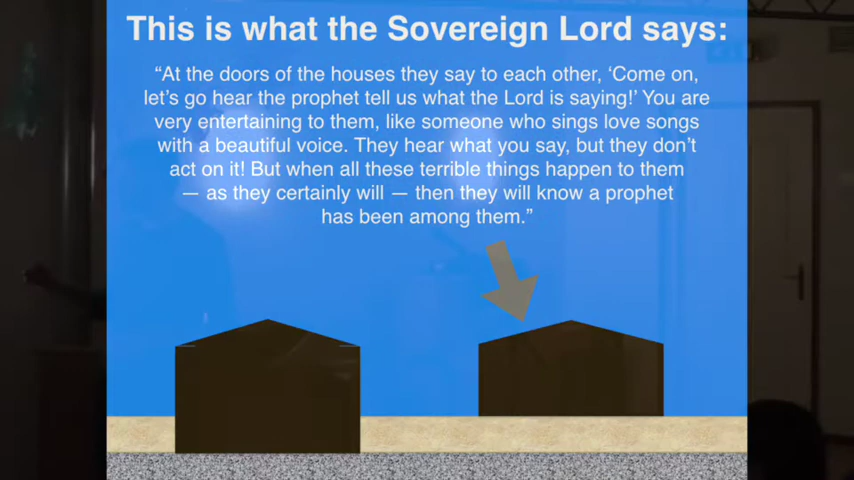 This is what the Sovereign Lord says:
“At the doors of the houses they say to each other, ‘Come on,
let’s go hear the prophet tell us what the Lord is saying!’ You are
very entertaining to them, like someone who sings love songs
with a beautiful voice. They hear what you say, but they don’t
act on it! But when all these terrible things happen to them
— as they certainly will — then they will know a prophet
has been among them.”